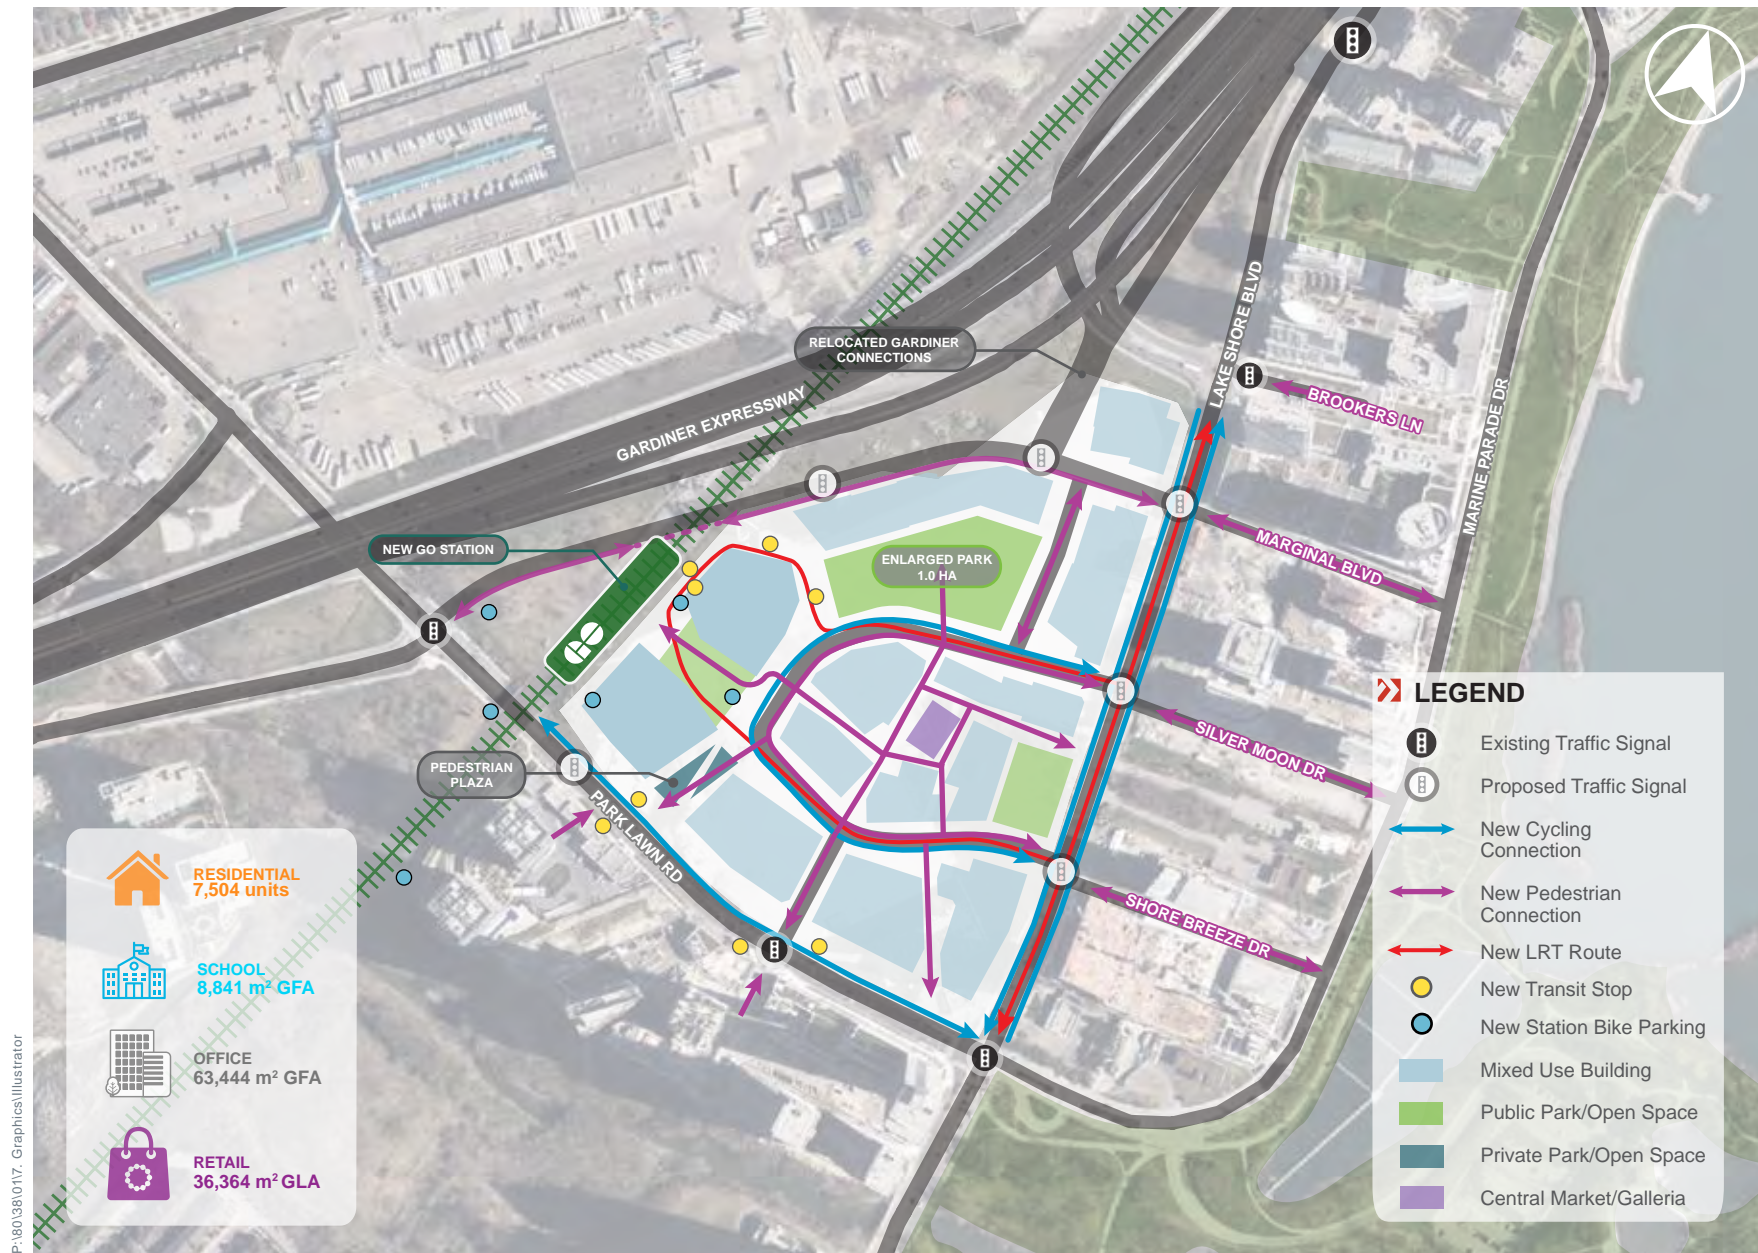 RELOCATED GARDINER
CONNECTIONS
LAKE SHORE BLVD
BROOKERS LN
MARINE PARADE DR
GARDINER EXPRESSWAY
NEW GO STATION
GO
ENLARGED PARK
1.0 HA
MARGINAL BLVD
SILVER MOON DR
SHORE BREEZE DR
PEDESTRIAN
PLAZA
PARK LAWN RD
RESIDENTIAL
7,504 units
SCHOOL
8,841 m² GFA
OFFICE
63,444 m² GFA
RETAIL
36,364 m² GLA
LEGEND
Existing Traffic Signal
Proposed Traffic Signal
New Cycling
Connection
New Pedestrian
Connection
New LRT Route
New Transit Stop
New Station Bike Parking
Mixed Use Building
Public Park/Open Space
Private Park/Open Space
Central Market/Galleria
P:\80\38\01\7. Graphics\Illustrator